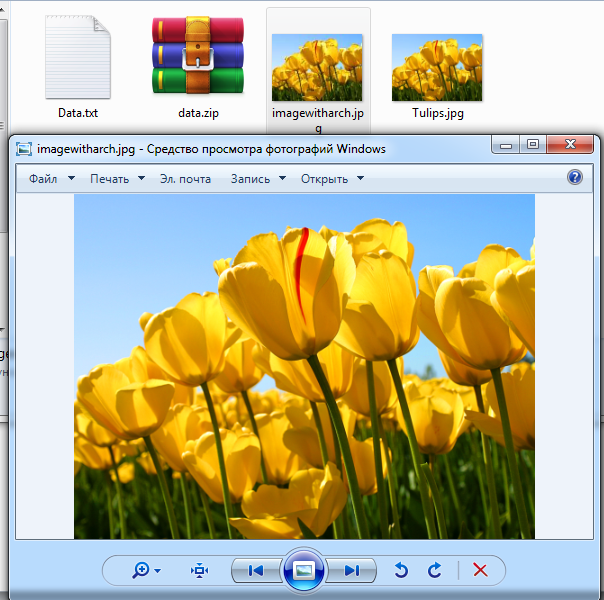 Data.txt
data.zip
imagewitharch.jp
g
Tulips.jpg
imagewitharch.jpg - Средство просмотра фотографий Windows
Файл Печать Эл. почта Запись Открыть
?